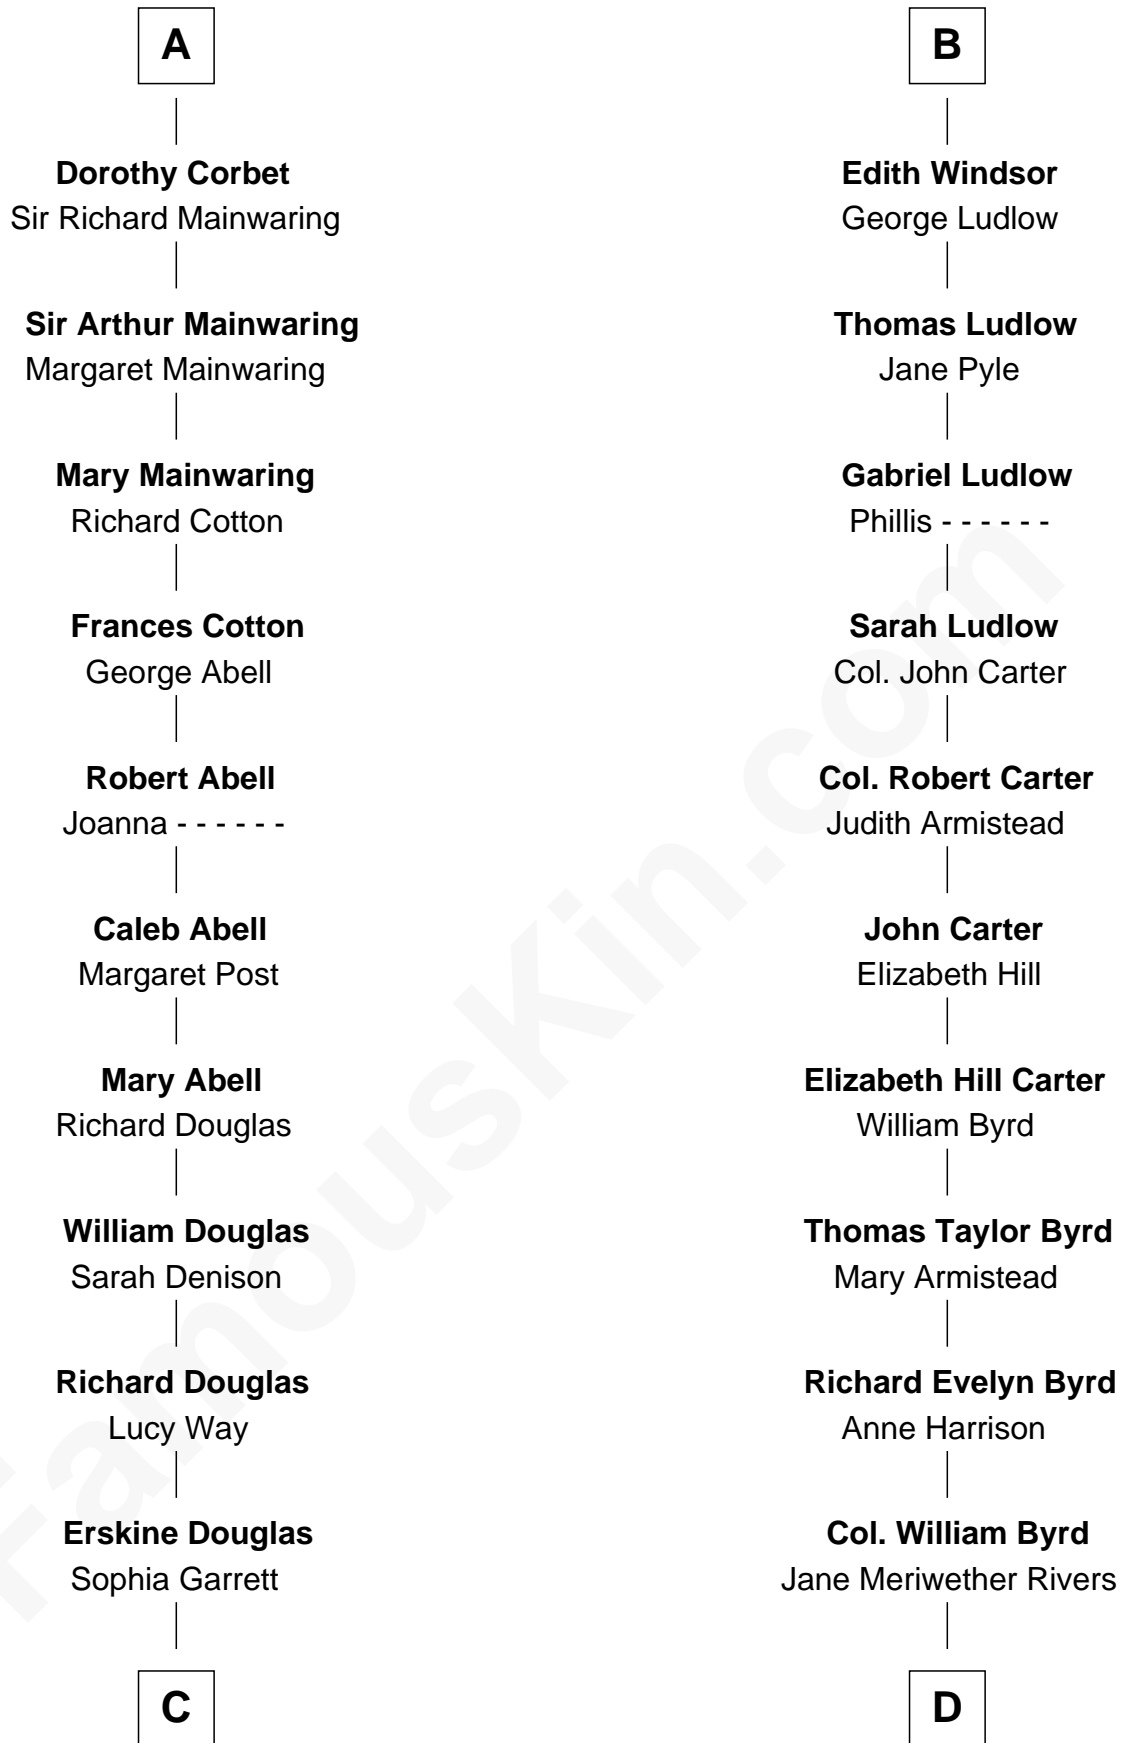 A
Dorothy Corbet
Sir Richard Mainwaring
Sir Arthur Mainwaring
Margaret Mainwaring
Mary Mainwaring
Richard Cotton
Frances Cotton
George Abell
Robert Abell
Joanna - - - - - -
Caleb Abell
Margaret Post
Mary Abell
Richard Douglas
William Douglas
Sarah Denison
Richard Douglas
Lucy Way
Erskine Douglas
Sophia Garrett
C
B
Edith Windsor
George Ludlow
Thomas Ludlow
Jane Pyle
Gabriel Ludlow
Phillis - - - - - -
Sarah Ludlow
Col. John Carter
Col. Robert Carter
Judith Armistead
John Carter
Elizabeth Hill
Elizabeth Hill Carter
William Byrd
Thomas Taylor Byrd
Mary Armistead
Richard Evelyn Byrd
Anne Harrison
Col. William Byrd
Jane Meriwether Rivers
D
FamousKin.com